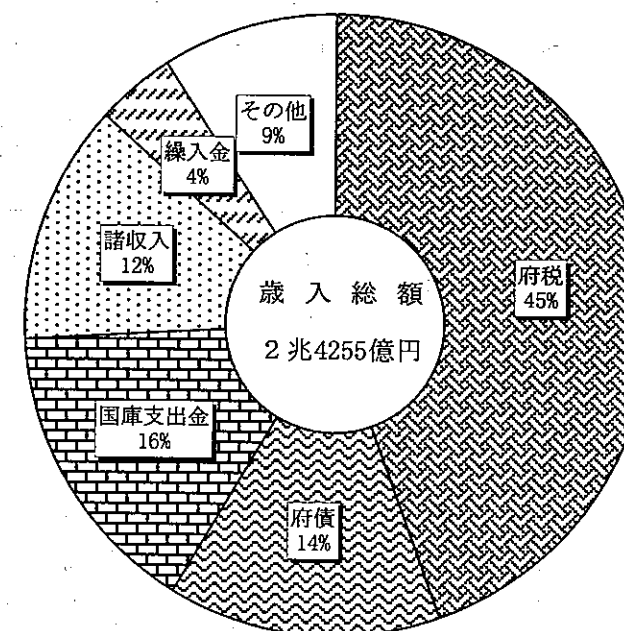 その他
9%
繰入金
4%
諸収入
12%
府税
45%
歳入総額
2兆4255億円
国庫支出金
16%
府債
14%